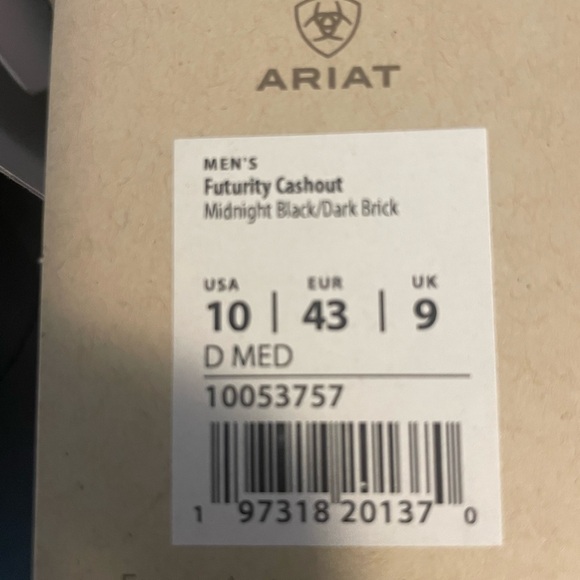 ARIAT
MEN'S
Futurity Cashout
Midnight Black/Dark Brick
USA EUR UK
10 | 43 | 9
D MED
10053757
1 97318 20137 0